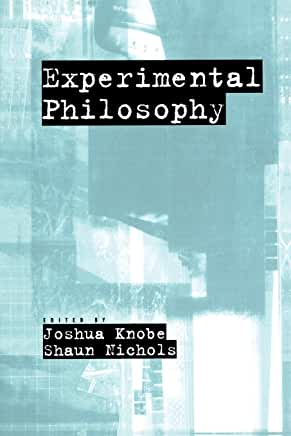 Experimental
Philosophy
EDITED BY
Joshua Knobe
Shaun Nichols